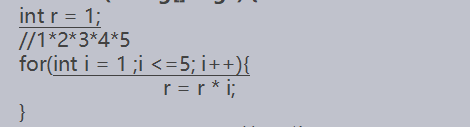 int r = 1;
//1*2*3*4*5
for(int i = 1 ;i <=5; i++){
r = r * i;
}